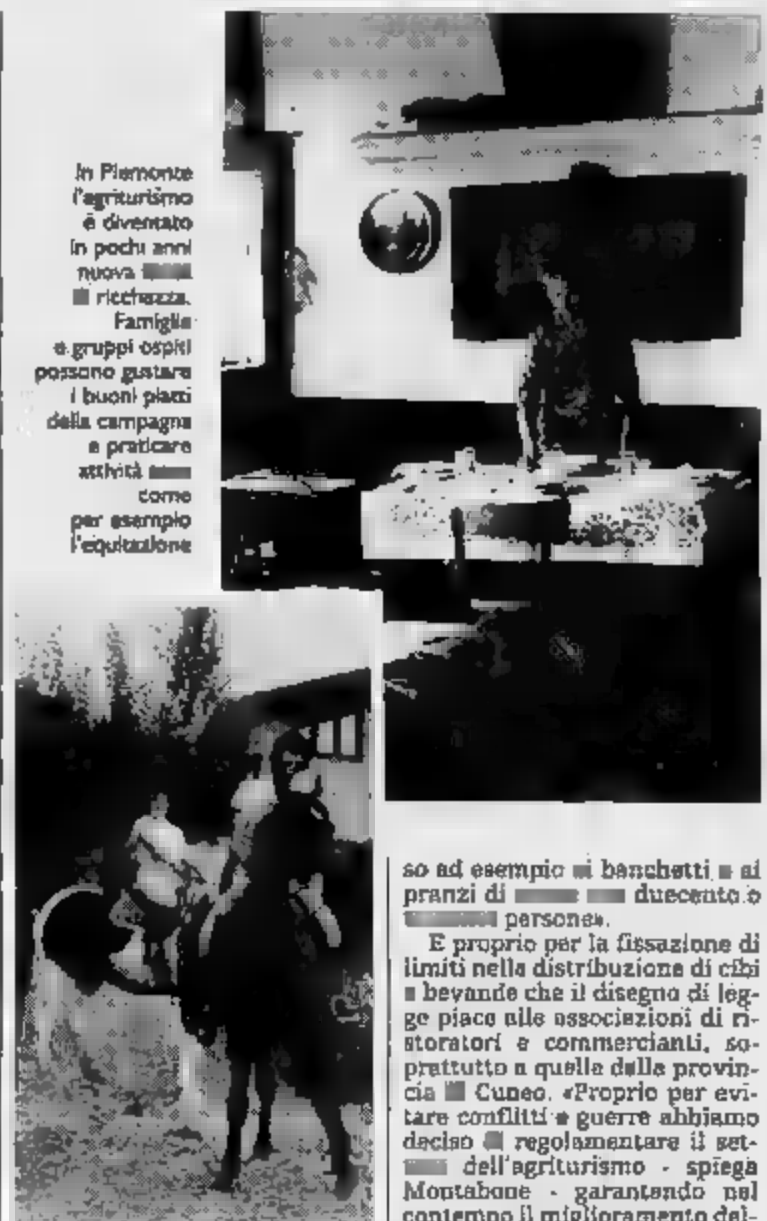 In Piemonte
l'agriturismo
è diventato
in pochi anni
nuova
ricchezza.
Famiglie
e gruppi ospiti
possono gustare
i buoni piatti
della campagna
e praticare
attività
come
per esempio
l'equitazione
so ad esempio ai banchetti e ai
pranzi di duecento o
persone».
E proprio per la fissazione di
limiti nella distribuzione di cibi
e bevande che il disegno di leg-
ge piace alle associazioni di ri-
storatori e commercianti, so-
prattutto a quelle della provin-
cia Cuneo. «Proprio per evi-
tare conflitti e guerre abbiamo
deciso regolamentare il set-
dell'agriturismo - spiega
Montabone - garantendo nel
contempo il miglioramento del-